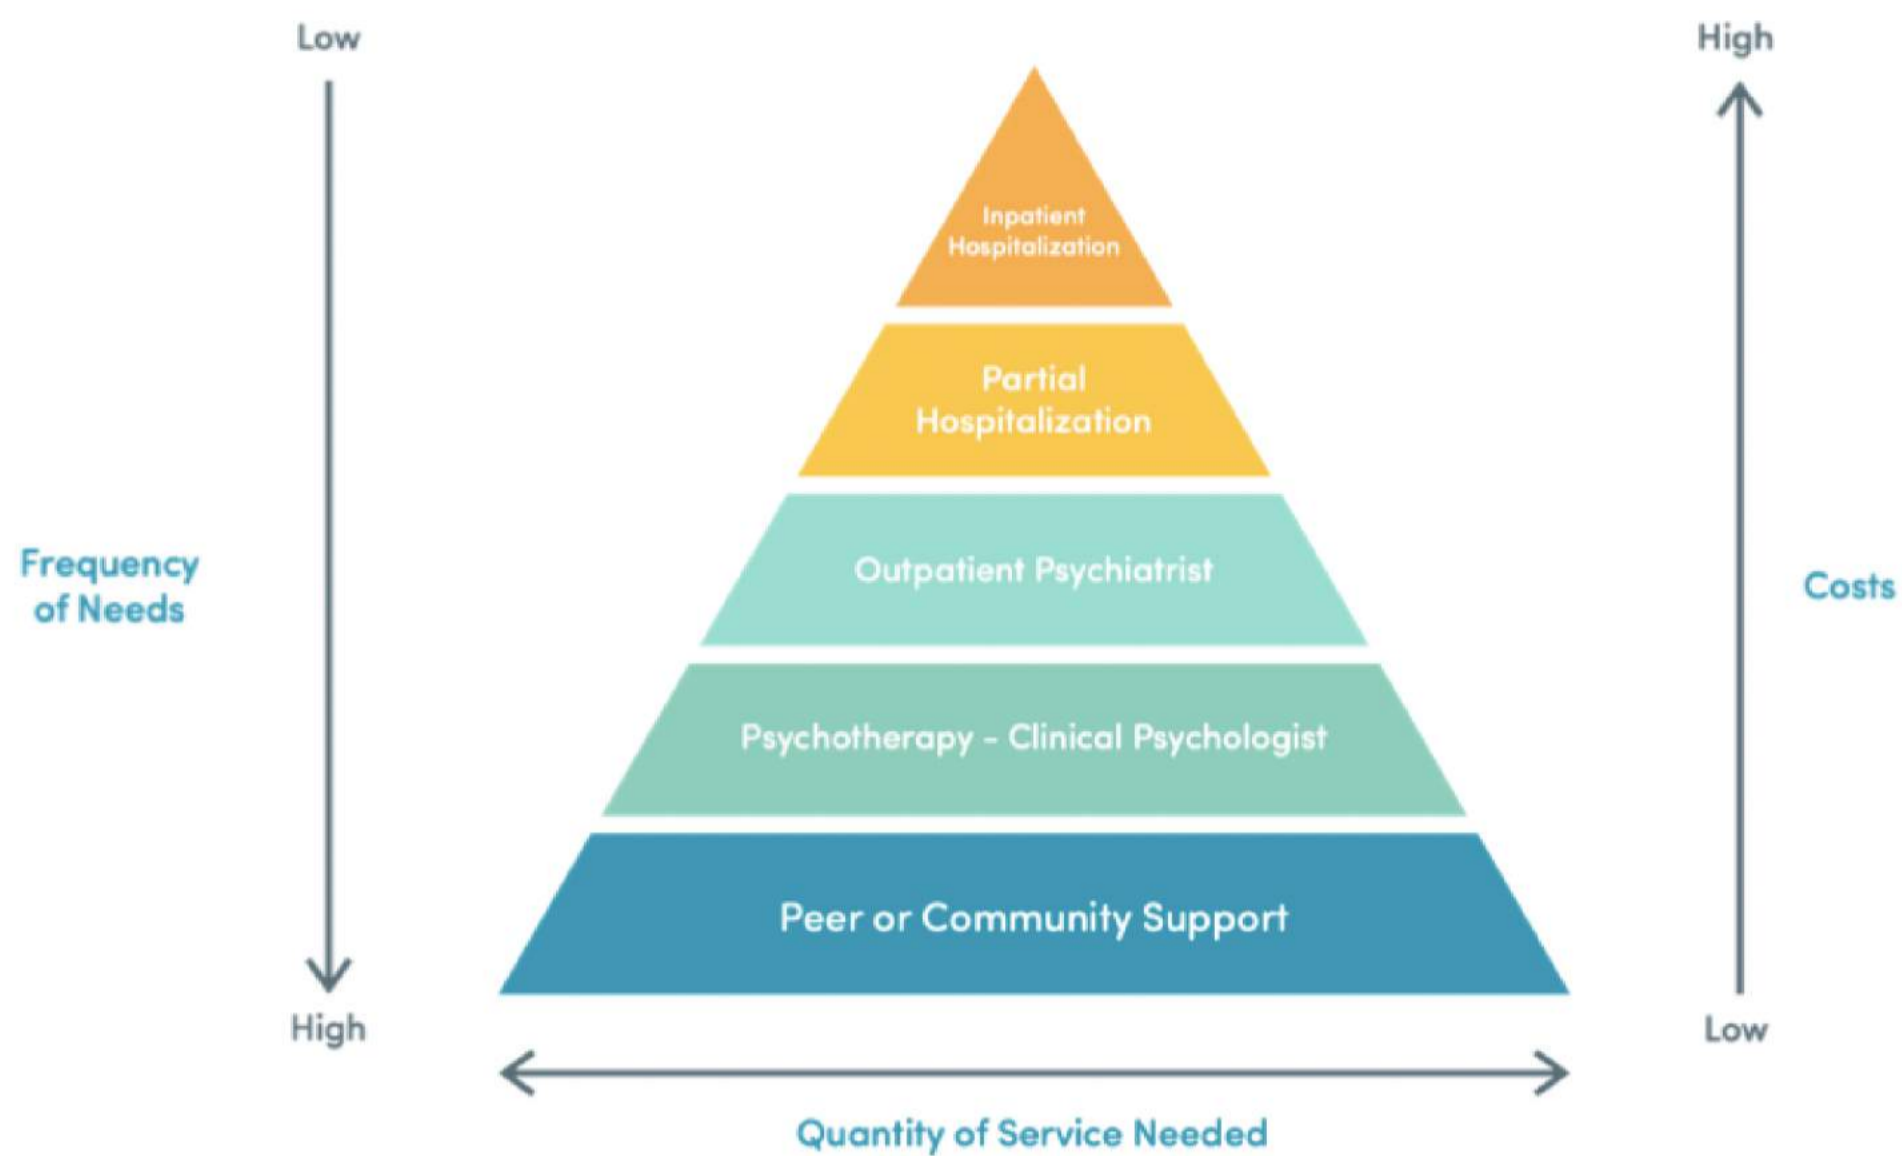 Low
High
Inpatient
Hospitalization
Partial
Hospitalization
Outpatient Psychiatrist
Frequency
of Needs
Costs
Psychotherapy - Clinical Psychologist
Peer or Community Support
High
Low
Quantity of Service Needed